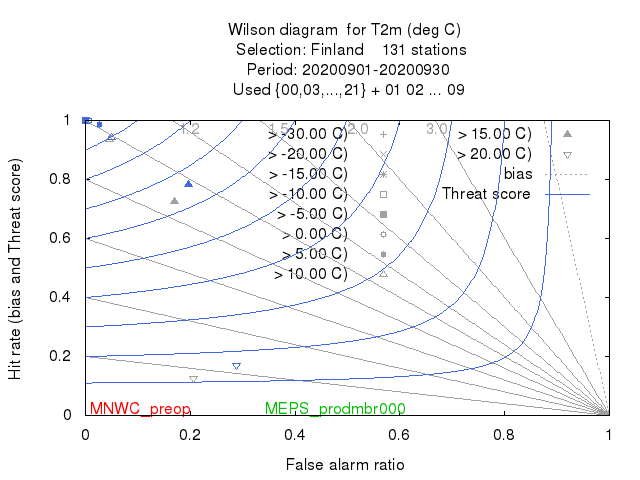 Wilson diagram for T2m (deg C)
Selection: Finland 131 stations
Period: 20200901-20200930
Used {00,03,...,21} + 01 02 ... 09
Hit rate (bias and Threat score)
1
0.8
0.6
0.4
0.2
0
1.2
1.5
2.0
3.0
> -30.00 C)
> -20.00 C)
> -15.00 C)
> -10.00 C)
> -5.00 C)
> 0.00 C)
> 5.00 C)
> 10.00 C)
> 15.00 C)
> 20.00 C)
bias
Threat score
MNWC_preop
MEPS_prodmbr000
0
0.2
0.4
0.6
0.8
1
False alarm ratio